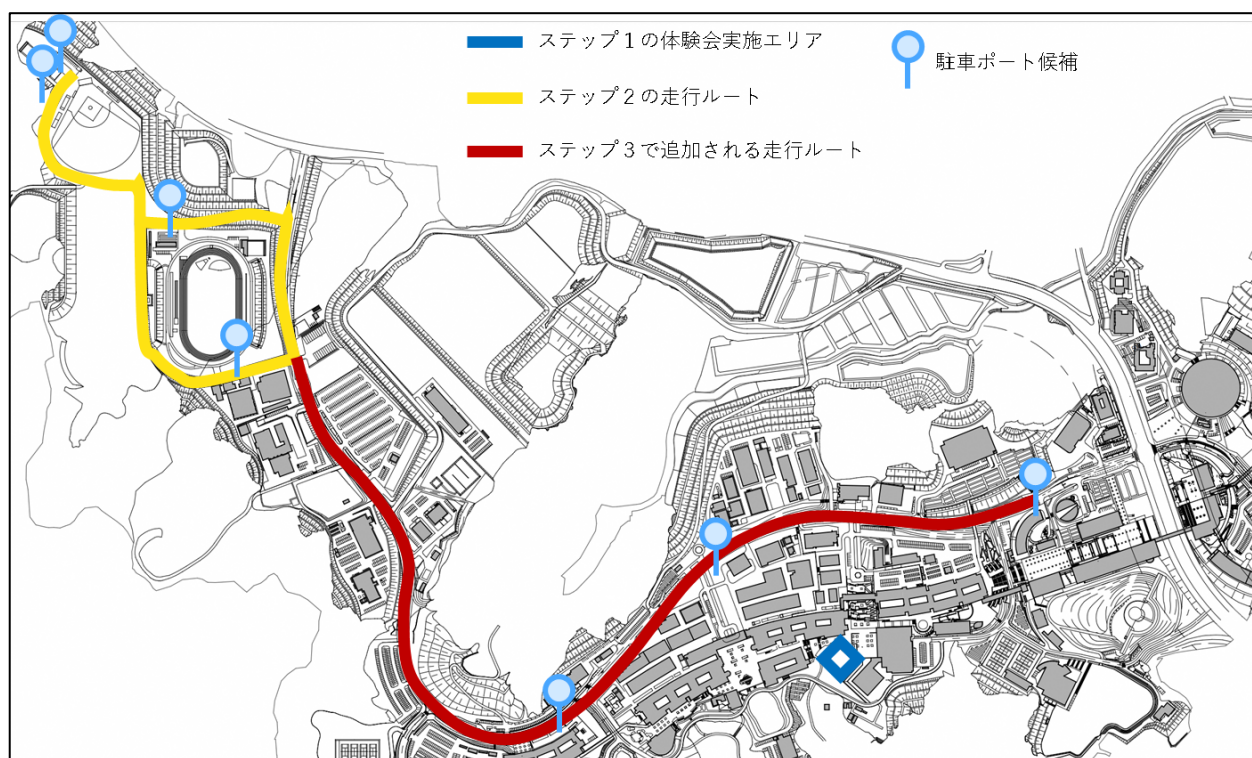 ステップ1の体験会実施エリア
駐車ポート候補
ステップ2の走行ルート
ステップ3で追加される走行ルート